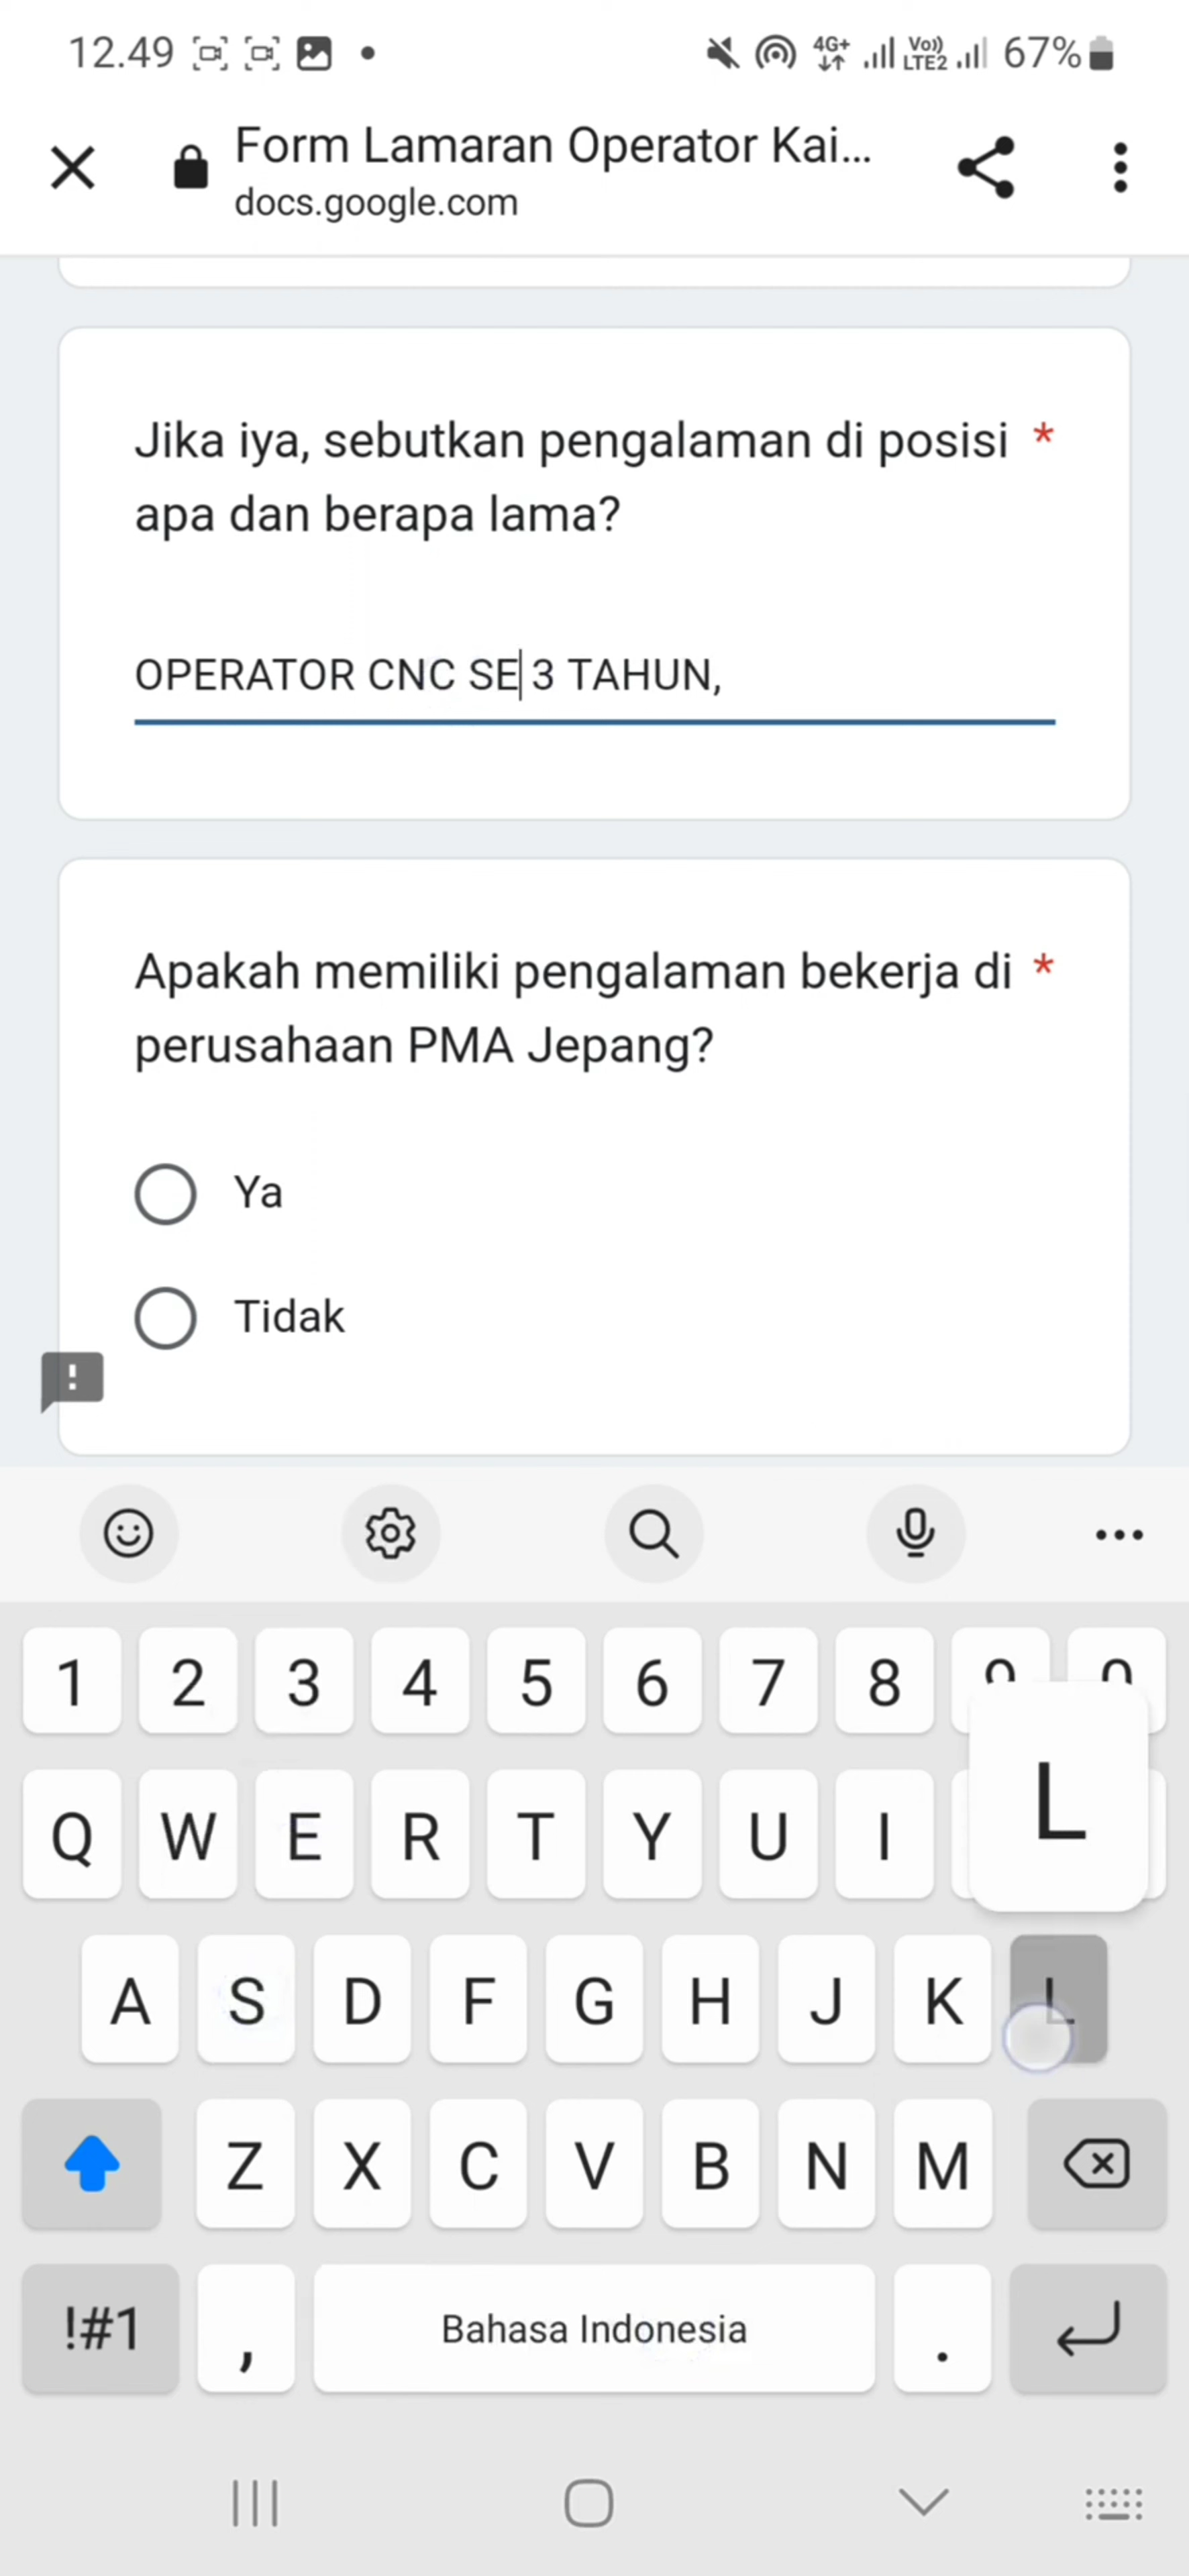 12.49 4G+ Vo)) LTE2 67%
Form Lamaran Operator Kai...
docs.google.com
Jika iya, sebutkan pengalaman di posisi *
apa dan berapa lama?
OPERATOR CNC SE 3 TAHUN,
Apakah memiliki pengalaman bekerja di *
perusahaan PMA Jepang?
Ya
Tidak
1 2 3 4 5 6 7 8
Q W E R T Y U I L
A S D F G H J K L
Z X C V B N M
!#1 , Bahasa Indonesia .